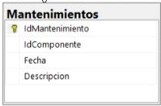 Mantenimientos
IdMantenimiento
IdComponente
Fecha
Descripcion